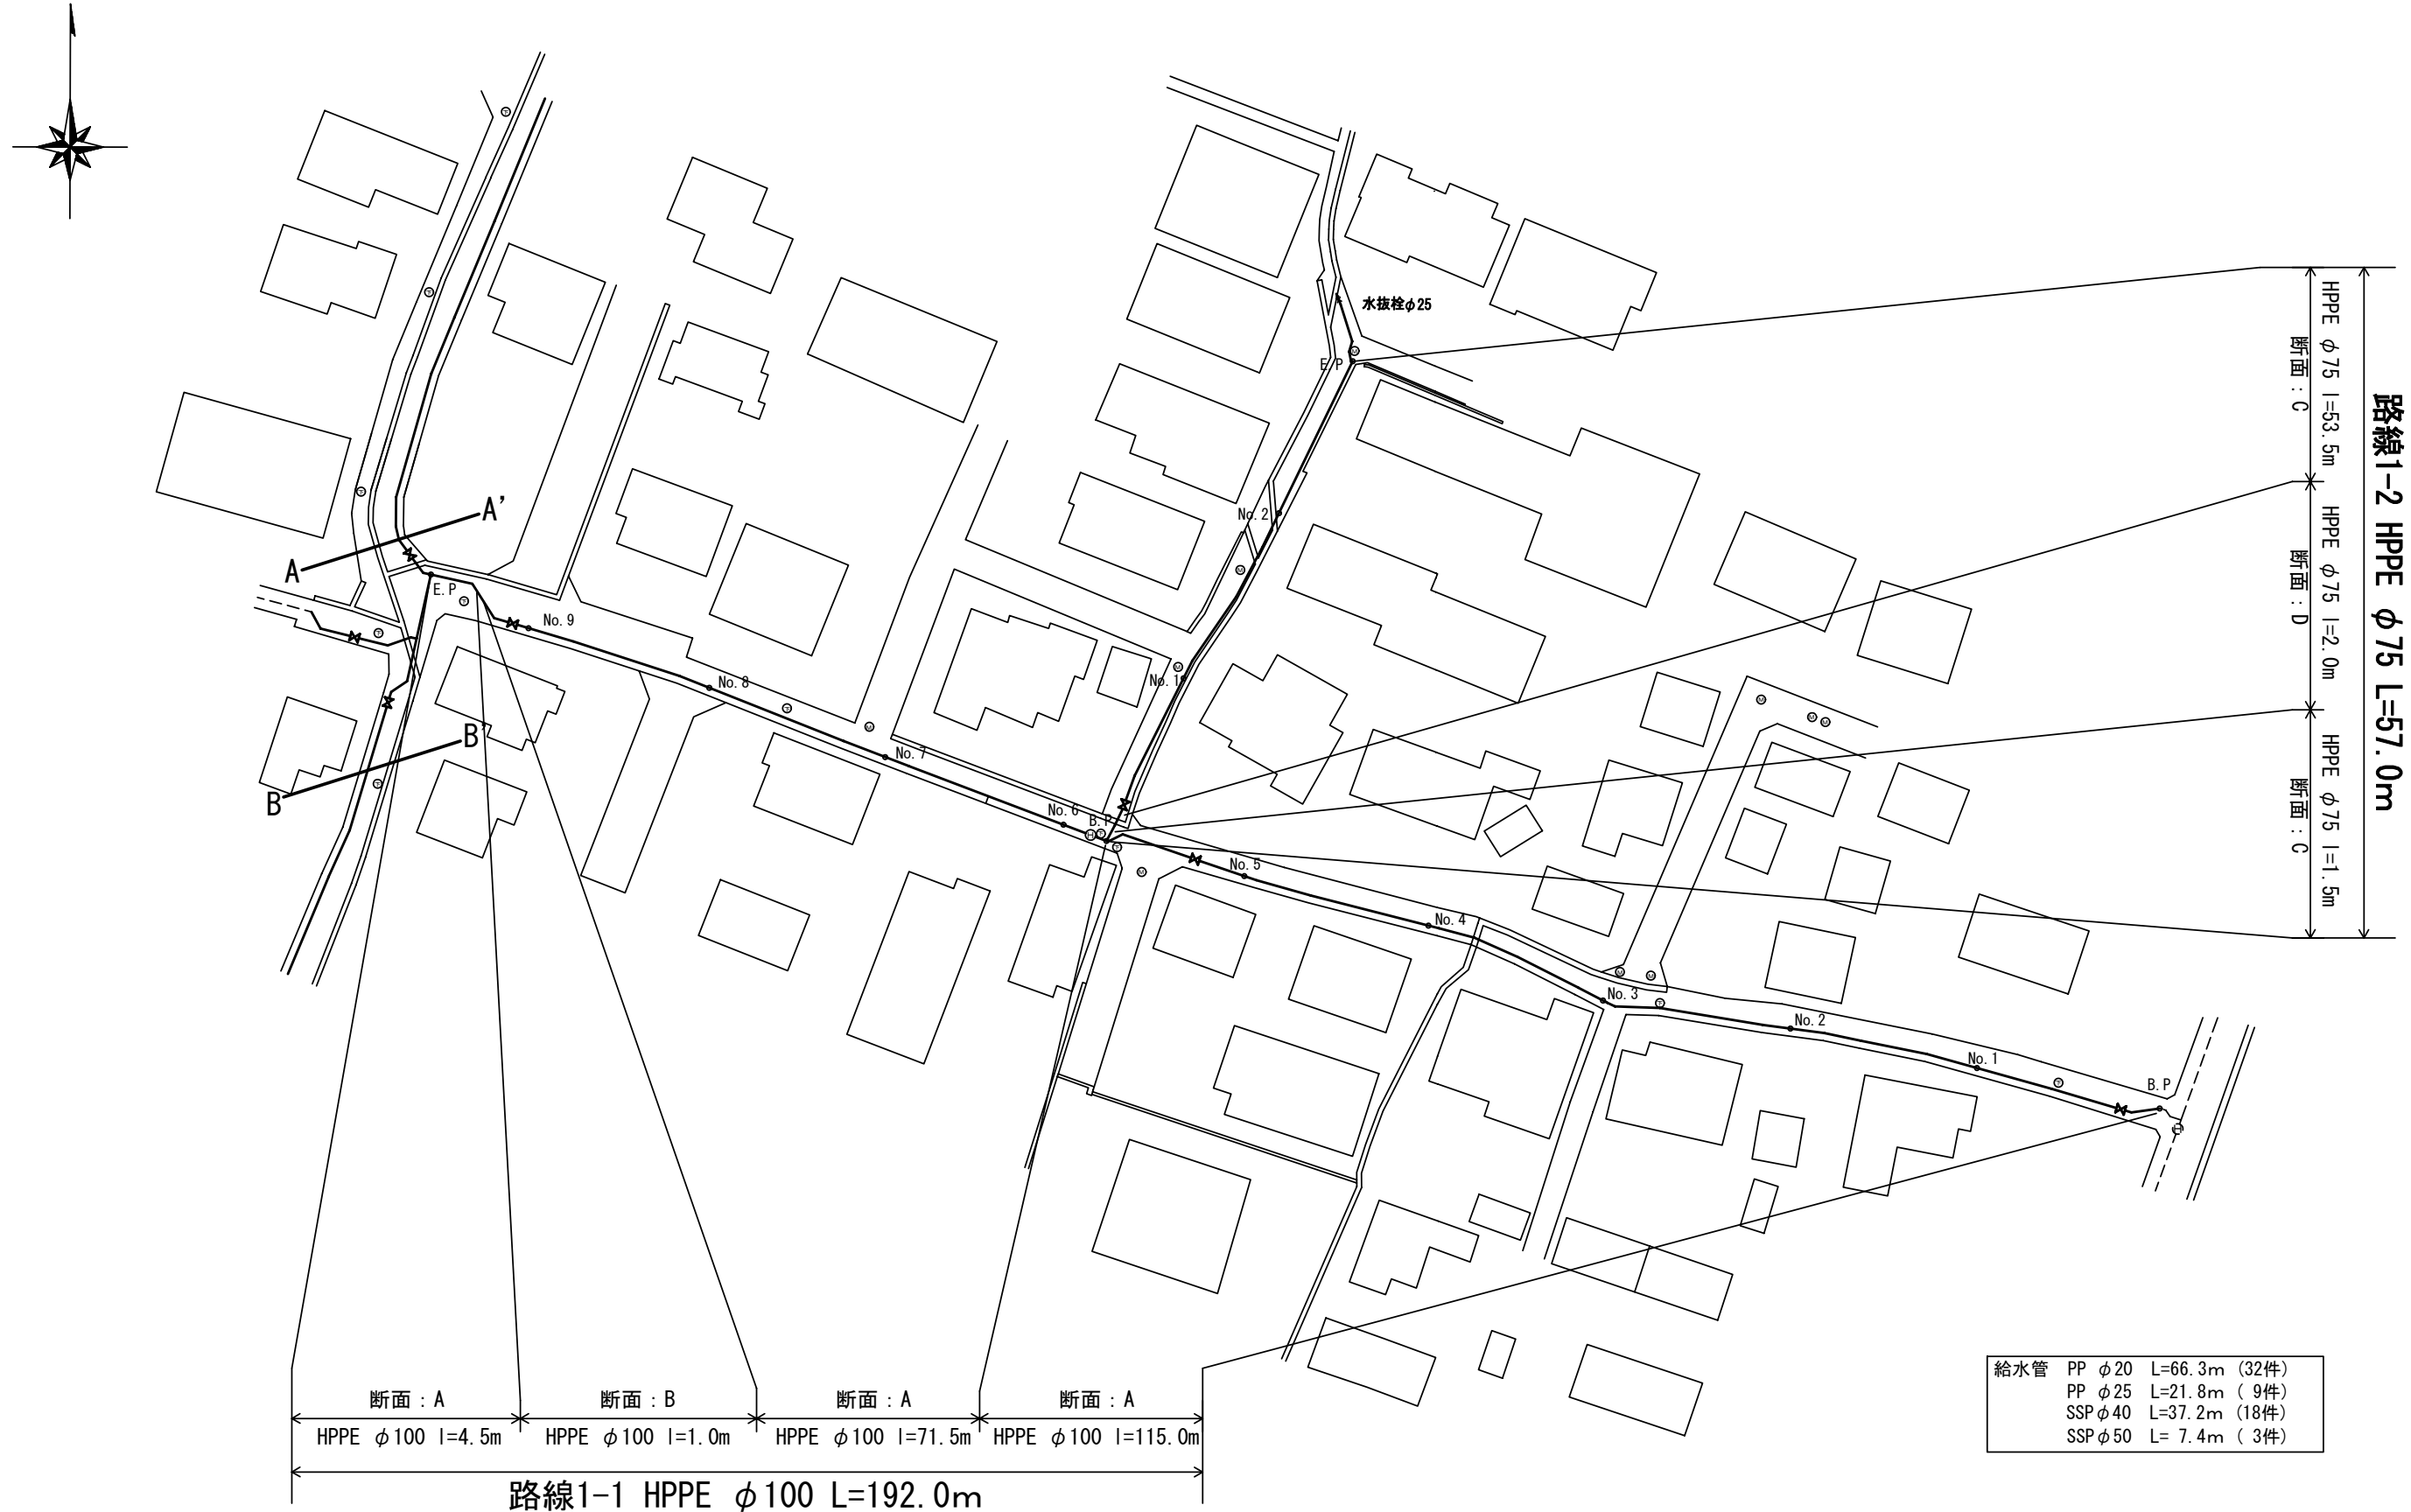 水抜栓φ25
E.P
No.2
A'
A
E.P
No.9
No.1
No.8
B'
B
No.7
No.6
B.P
No.5
No.4
No.3
No.2
No.1
B.P
路線1-2 HPPE φ75 L=57.0m
HPPE φ75 l=53.5m
断面：C
HPPE φ75 l=2.0m
断面：D
HPPE φ75 l=1.5m
断面：C
断面：A
HPPE φ100 l=4.5m
断面：B
HPPE φ100 l=1.0m
断面：A
HPPE φ100 l=71.5m
断面：A
HPPE φ100 l=115.0m
路線1-1 HPPE φ100 L=192.0m
給水管 PP φ20 L=66.3m (32件)
PP φ25 L=21.8m ( 9件)
SSPφ40 L=37.2m (18件)
SSPφ50 L= 7.4m ( 3件)